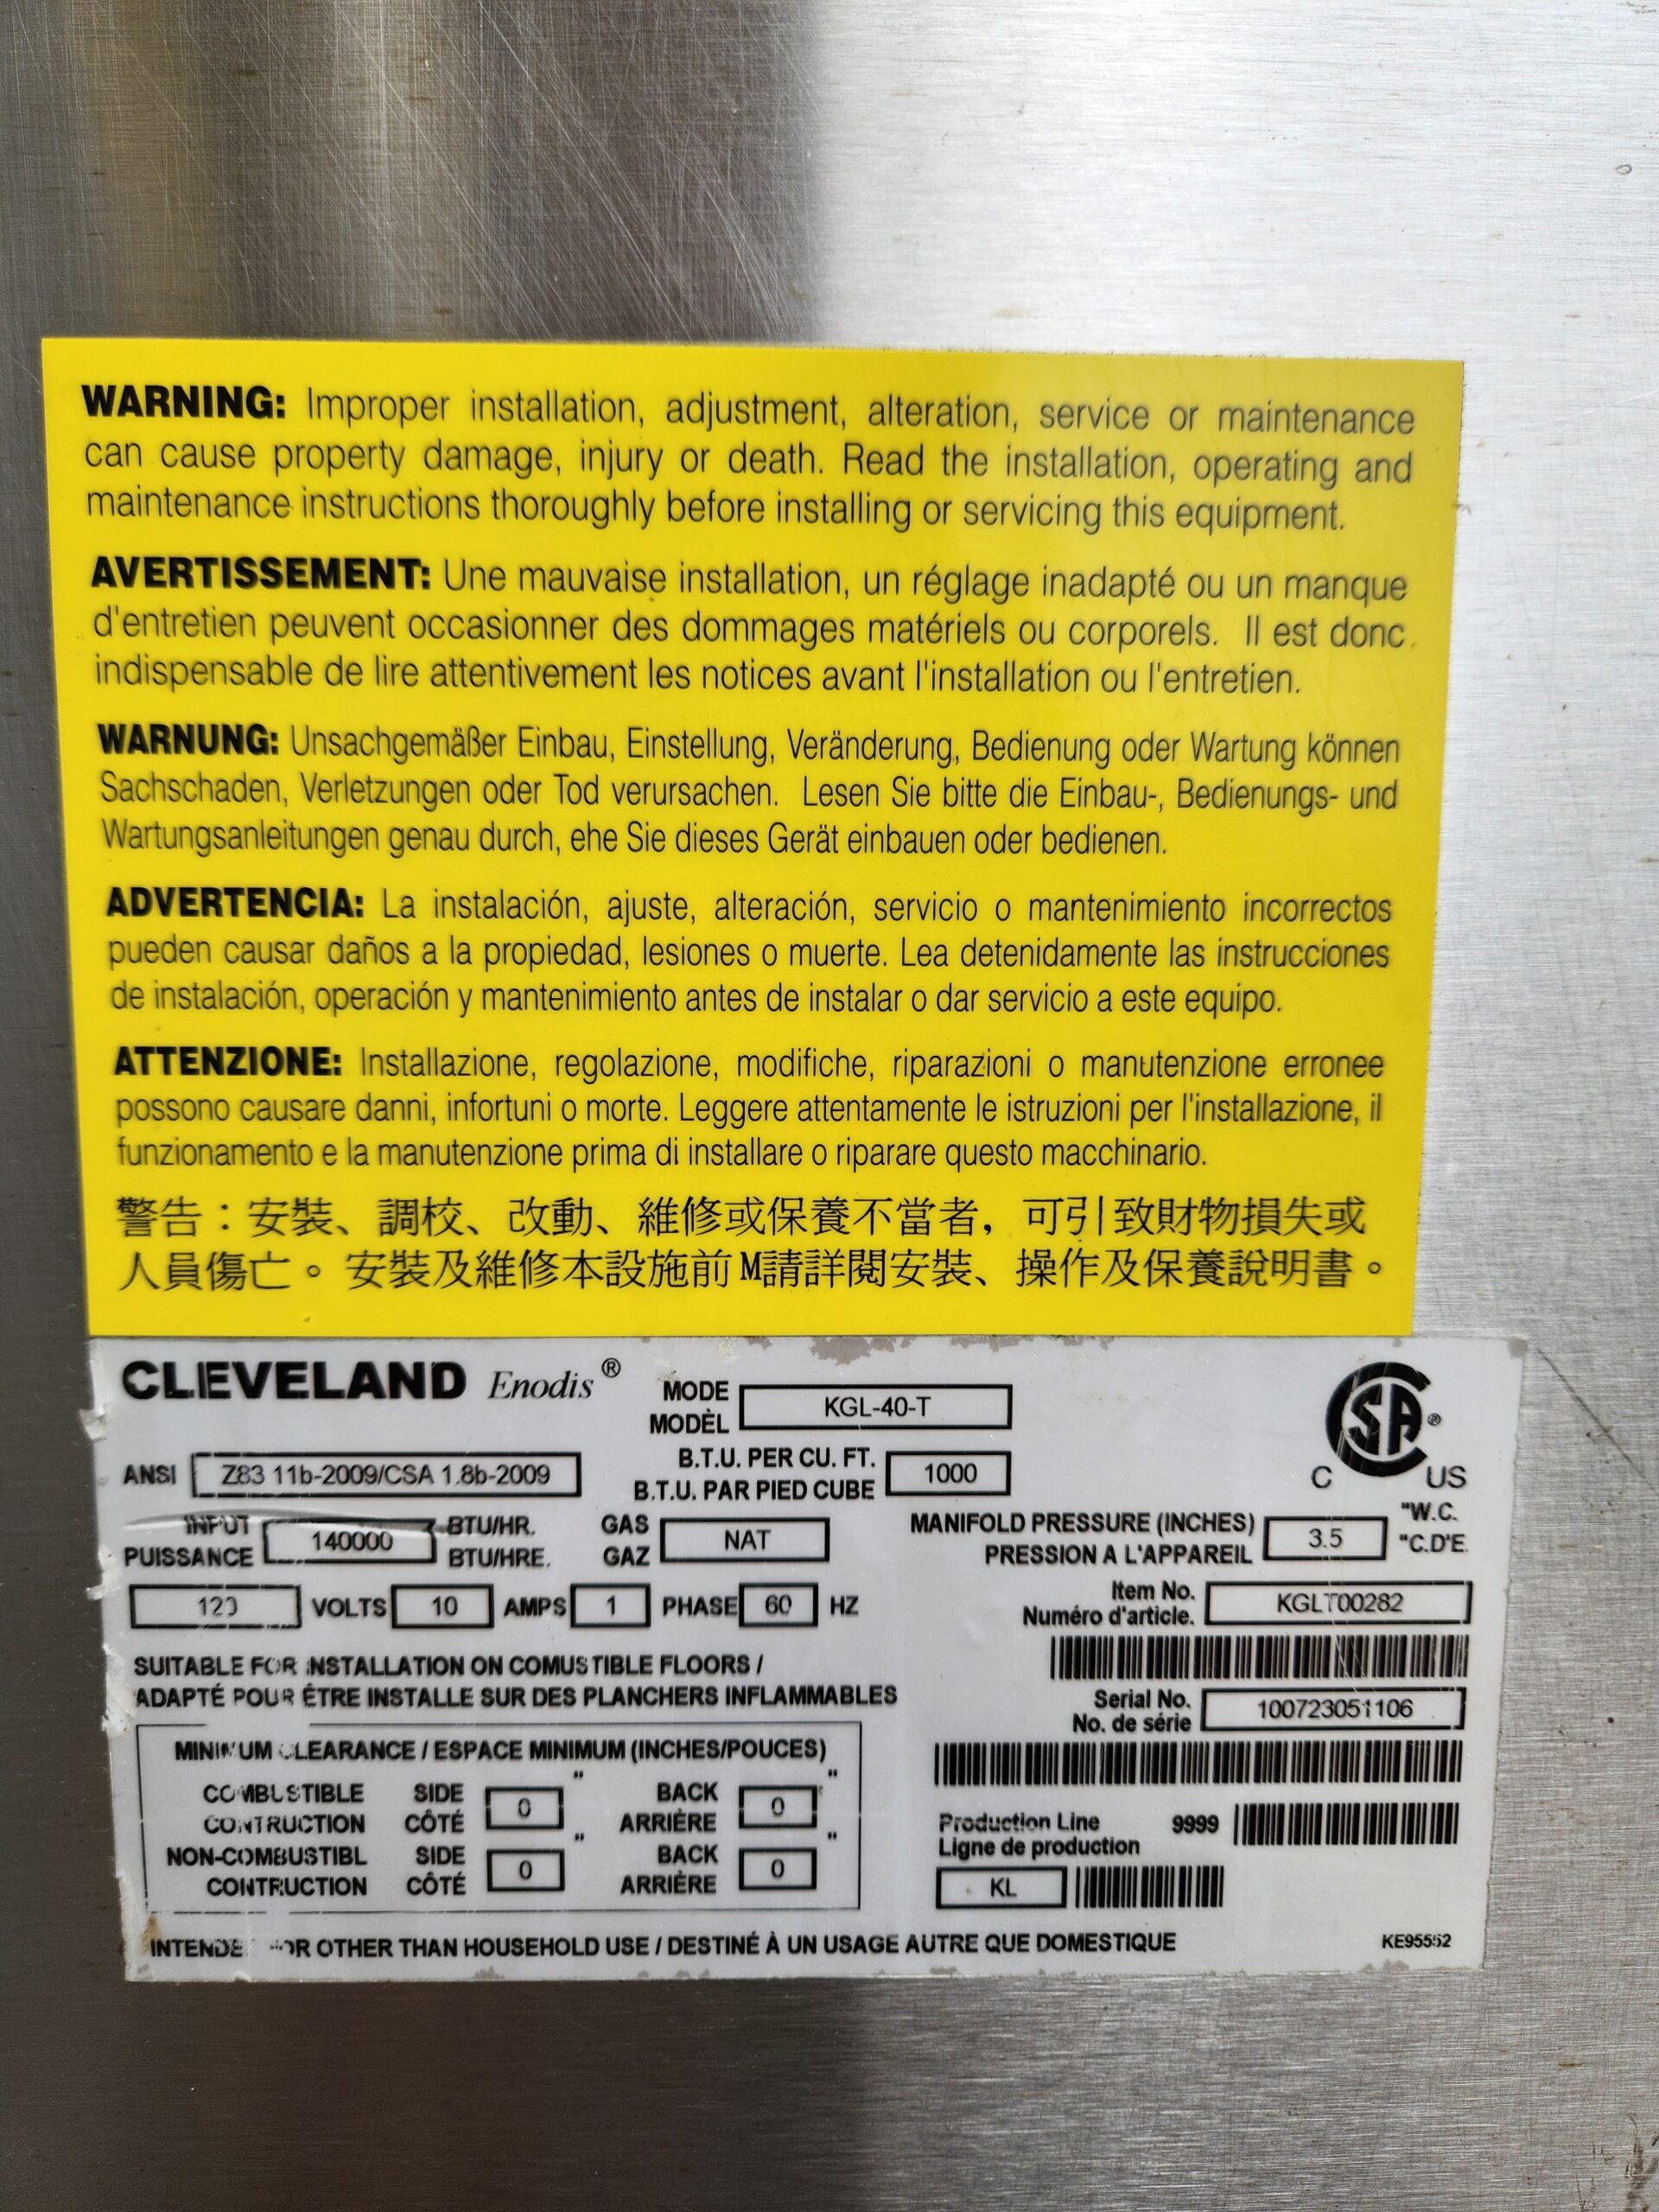 WARNING: Improper installation, adjustment, alteration, service or maintenance
can cause property damage, injury or death. Read the installation, operating and
maintenance instructions thoroughly before installing or servicing this equipment.
AVERTISSEMENT: Une mauvaise installation, un réglage inadapté ou un manque
d'entretien peuvent occasionner des dommages matériels ou corporels. Il est donc
indispensable de lire attentivement les notices avant l'installation ou l'entretien.
WARNUNG: Unsachgemäßer Einbau, Einstellung, Veränderung, Bedienung oder Wartung können
Sachschaden, Verletzungen oder Tod verursachen. Lesen Sie bitte die Einbau-, Bedienungs- und
Wartungsanleitungen genau durch, ehe Sie dieses Gerät einbauen oder bedienen.
ADVERTENCIA: La instalación, ajuste, alteración, servicio o mantenimiento incorrectos
pueden causar daños a la propiedad, lesiones o muerte. Lea detenidamente las instrucciones
de instalación, operación y mantenimiento antes de instalar o dar servicio a este equipo.
ATTENZIONE: Installazione, regolazione, modifiche, riparazioni o manutenzione erronee
possono causare danni, infortuni o morte. Leggere attentamente le istruzioni per l'installazione, il
funzionamento e la manutenzione prima di installare o riparare questo macchinario.
警告：安裝、調校、改動、維修或保養不當者，可引致財物損失或
人員傷亡。安裝及維修本設施前M請詳閱安裝、操作及保養說明書。
CLEVELAND Enodis®
MODE
MODÈL KGL-40-T
CSA® C US
ANSI Z83 11b-2009/CSA 1.8b-2009
B.T.U. PER CU. FT.
B.T.U. PAR PIED CUBE 1000
INPUT
PUISSANCE 140000 BTU/HR.
BTU/HRE.
GAS
GAZ NAT
MANIFOLD PRESSURE (INCHES)
PRESSION A L'APPAREIL 3.5 "W.C.
"C.D'E.
120 VOLTS 10 AMPS 1 PHASE 60 HZ
Item No.
Numéro d'article. KGLT00282
SUITABLE FOR INSTALLATION ON COMUSTIBLE FLOORS /
ADAPTÉ POUR ÊTRE INSTALLE SUR DES PLANCHERS INFLAMMABLES
Serial No.
No. de série 100723051106
MINIMUM CLEARANCE / ESPACE MINIMUM (INCHES/POUCES)
COMBUSTIBLE SIDE 0 " BACK 0 "
CONTRUCTION CÔTÉ ARRIÈRE
NON-COMBUSTIBL SIDE 0 " BACK 0 "
CONTRUCTION CÔTÉ ARRIÈRE
Production Line 9999
Ligne de production
KL
INTENDE FOR OTHER THAN HOUSEHOLD USE / DESTINÉ À UN USAGE AUTRE QUE DOMESTIQUE
KE95552